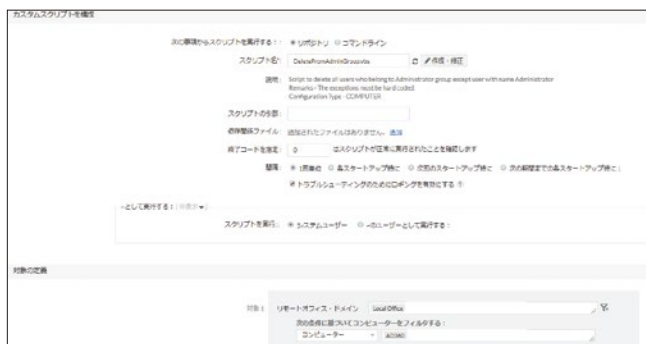 カスタムスクリプトを構成
次の場所からスクリプトを実行する： リポジトリ コマンドライン
スクリプト名*: DeleteFromAdminGroup.vbs 作成・修正
説明: Script to delete all users who belong to Administrator group except user with name Administrator
Remarks - The exceptions must be hard coded
Configuration Type - COMPUTER
スクリプトの引数:
依存関係ファイル: 追加されたファイルはありません。 追加
終了コードを指定: 0 はスクリプトが正常に実行されたことを確認します
頻度: 1回単位 各スタートアップ時に 次回のスタートアップ時に 次の期間までの各スタートアップ時に：
トラブルシューティングのためにロギングを有効にする
-として実行する：
スクリプトを実行: システムユーザー -のユーザーとして実行する：
対象の定義
対象 1 リモートオフィス・ドメイン Local Office
次の条件に基づいてコンピューターをフィルタする：
コンピューター